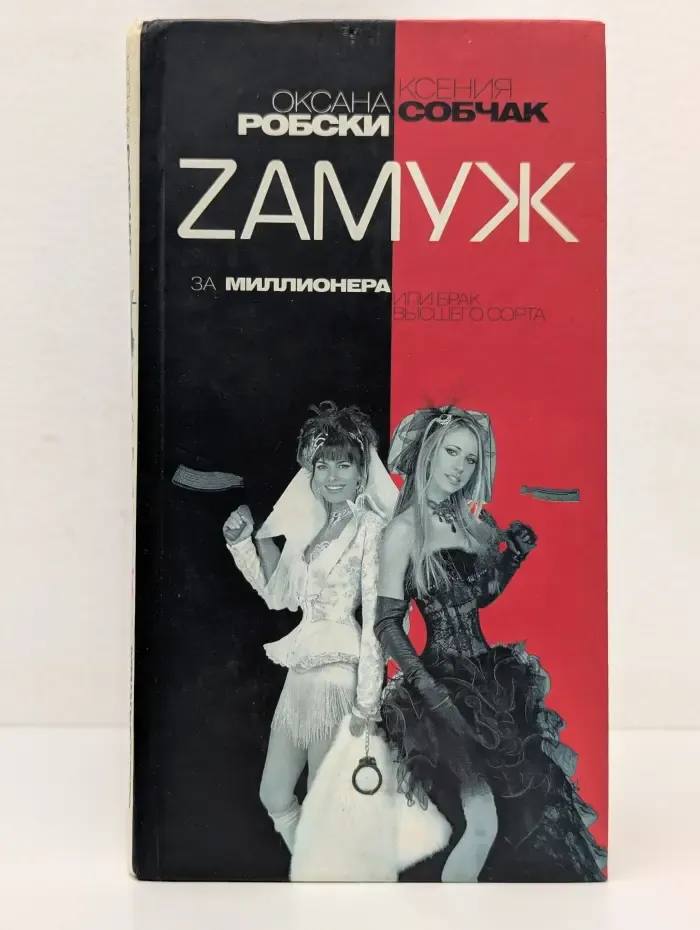 ОКСАНА
РОБСКИ
КСЕНИЯ
СОБЧАК
ZАМУЖ
ЗА МИЛЛИОНЕРА
ИЛИ БРАК
ВЫСШЕГО СОРТА